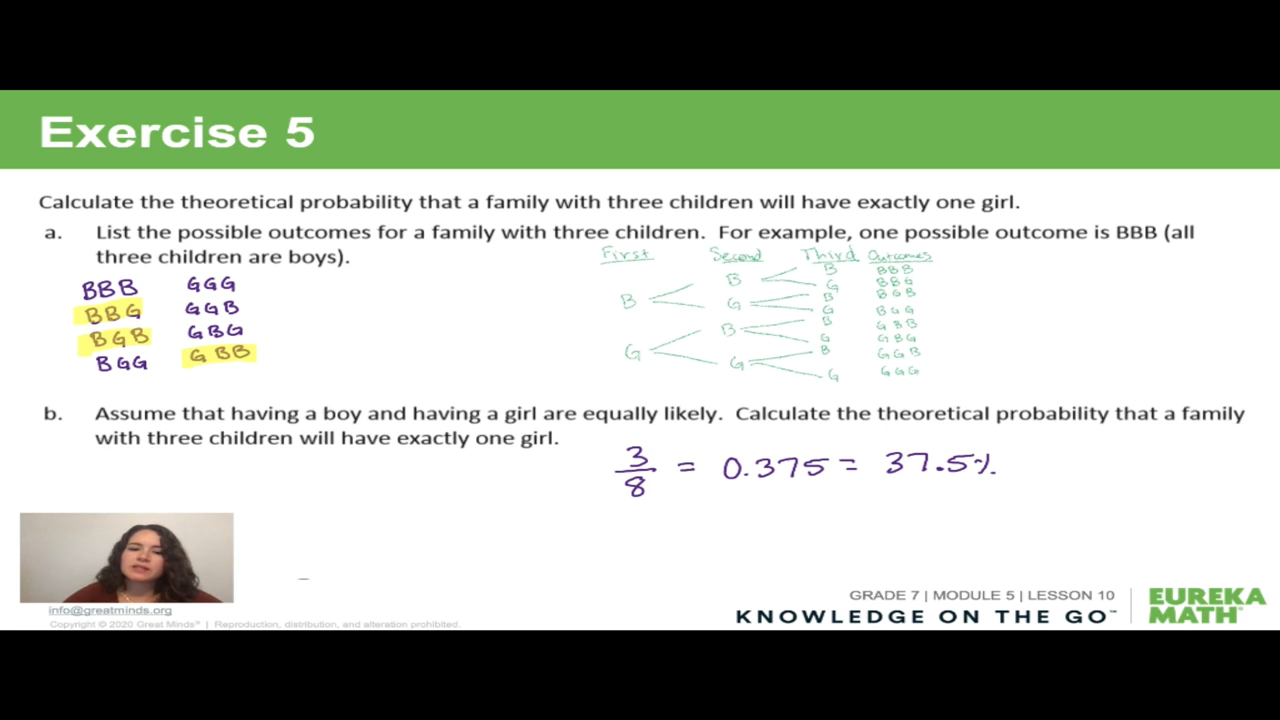 Exercise 5
Calculate the theoretical probability that a family with three children will have exactly one girl.
a. List the possible outcomes for a family with three children. For example, one possible outcome is BBB (all
three children are boys).
First Second Third Outcomes
B B B BBB
G BBG
G B BGB
G BGG
G B B GBB
G GBG
G B GGB
G GGG
BBB GGG
BBG GGB
BGB GBG
BGG GBB
b. Assume that having a boy and having a girl are equally likely. Calculate the theoretical probability that a family
with three children will have exactly one girl.
3/8 = 0.375 = 37.5%
info@greatminds.org
Copyright © 2020 Great Minds® | Reproduction, distribution, and alteration prohibited.
GRADE 7 | MODULE 5 | LESSON 10
KNOWLEDGE ON THE GO™
EUREKA
MATH™